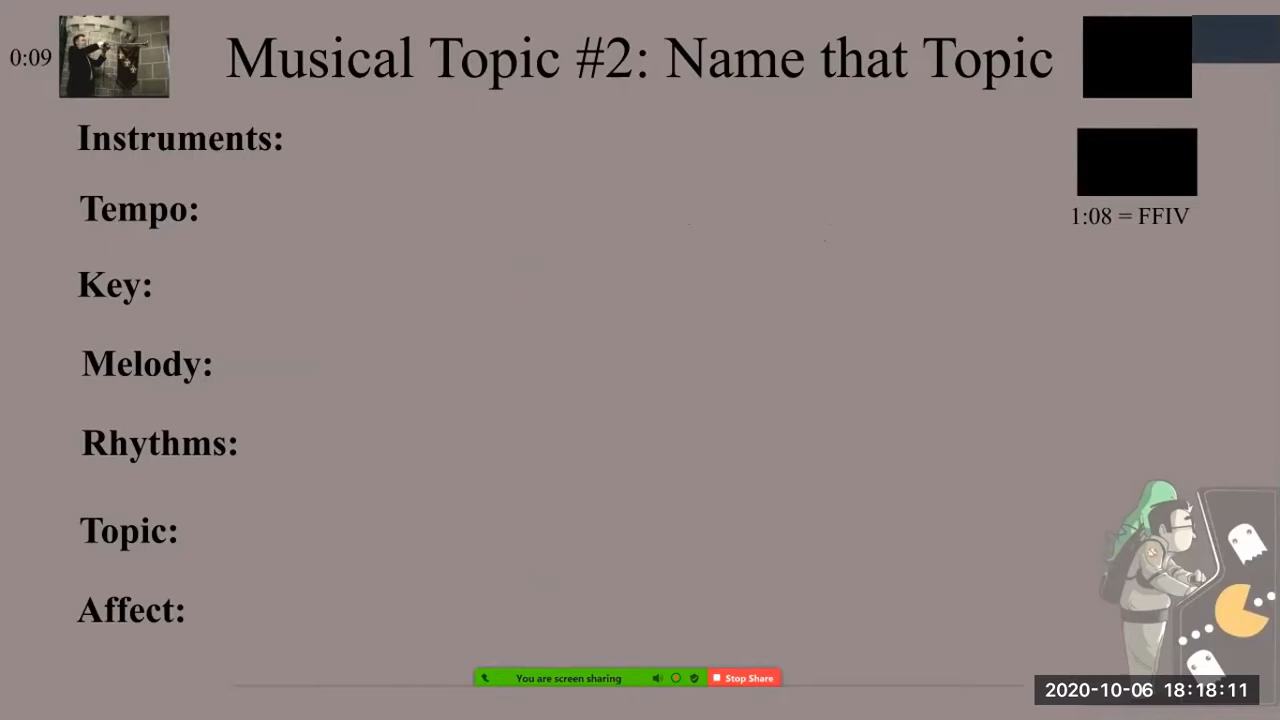 0:09
Musical Topic #2: Name that Topic
Instruments:
Tempo:
1:08 = FFIV
Key:
Melody:
Rhythms:
Topic:
Affect:
You are screen sharing
Stop Share
2020-10-06 18:18:11